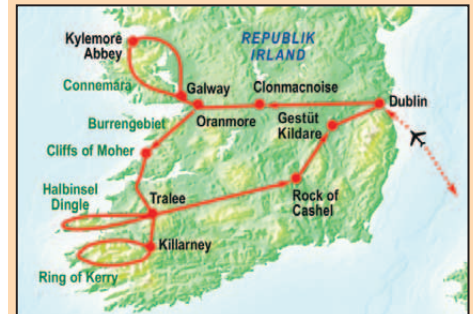 Kylemore
Abbey
REPUBLIK
IRLAND
Connemara
Galway
Clonmacnoise
Dublin
Oranmore
Gestüt
Kildare
Burrengebiet
Cliffs of Moher
Halbinsel
Dingle
Tralee
Rock of
Cashel
Killarney
Ring of Kerry